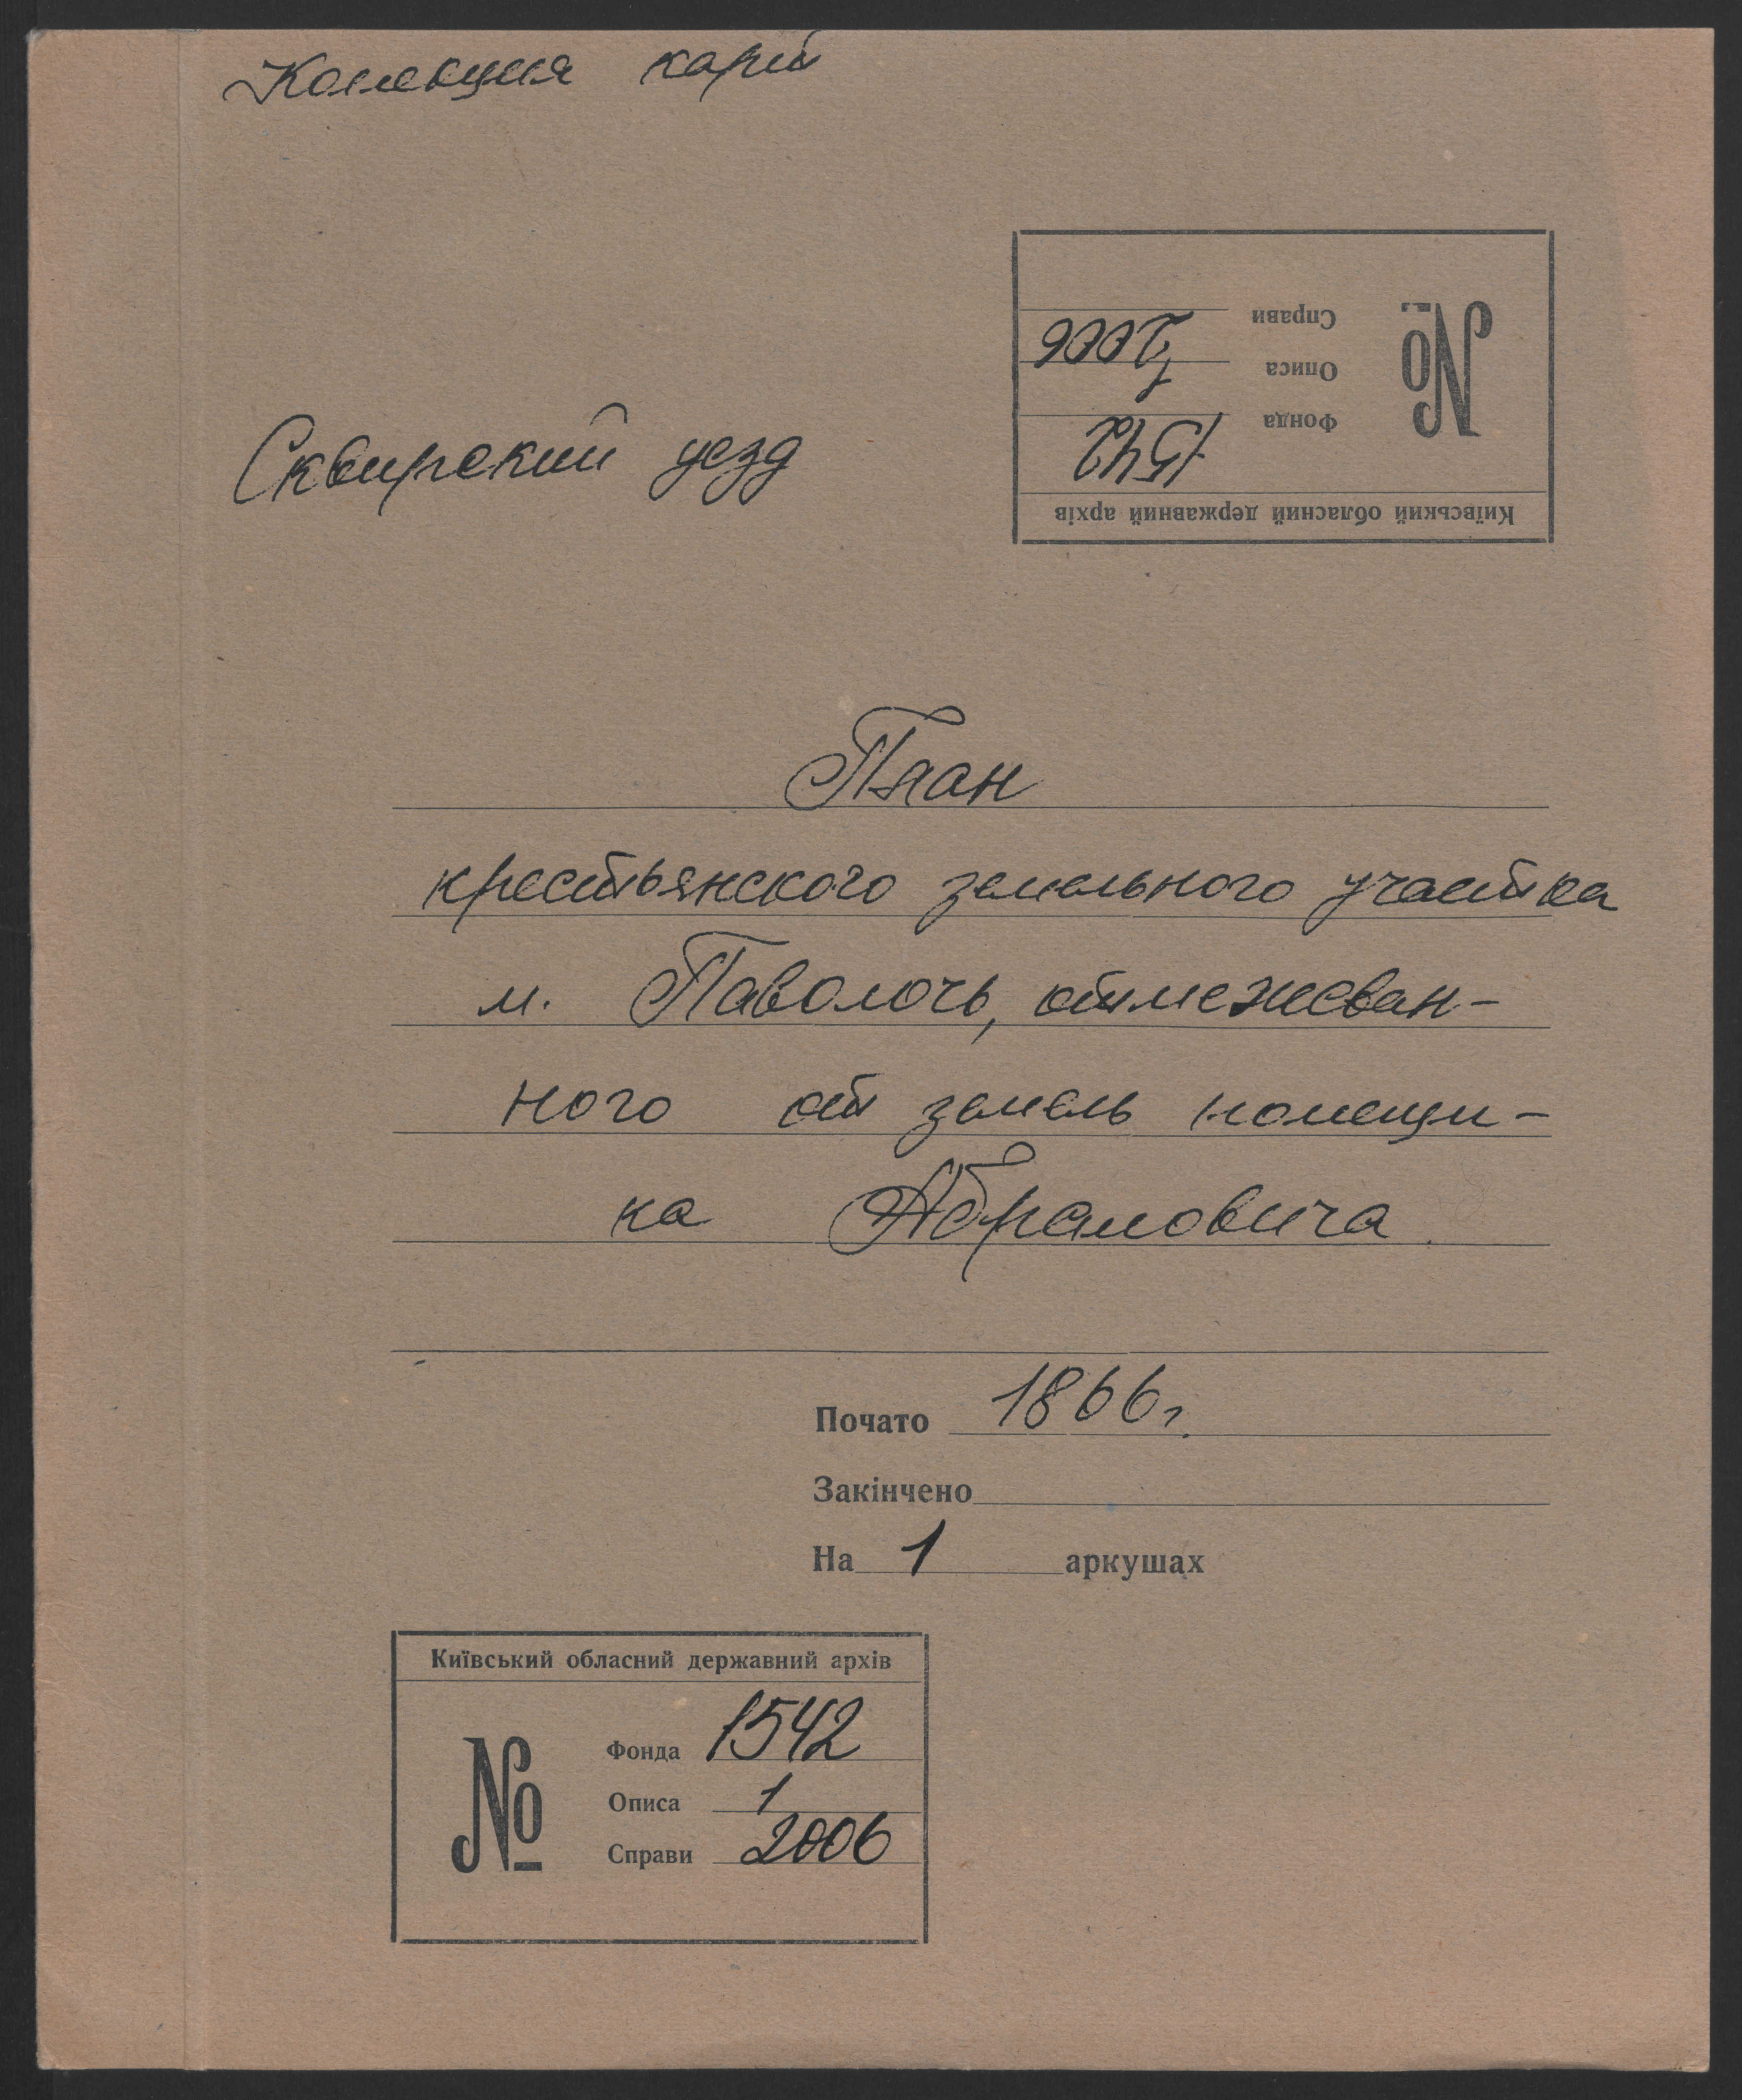 Колекция карт
Київський обласний державний архів
№
Фонда 1542
Описа 1
Справи 2006
Сквирский уезд
План
крестьянского земельного участка
м. Паволочь, отмежеван-
ного от земель помещи-
ка Абрамовича
Почато 1866 г.
Закінчено
На 1 аркушах
Київський обласний державний архів
№
Фонда 1542
Описа 1
Справи 2006